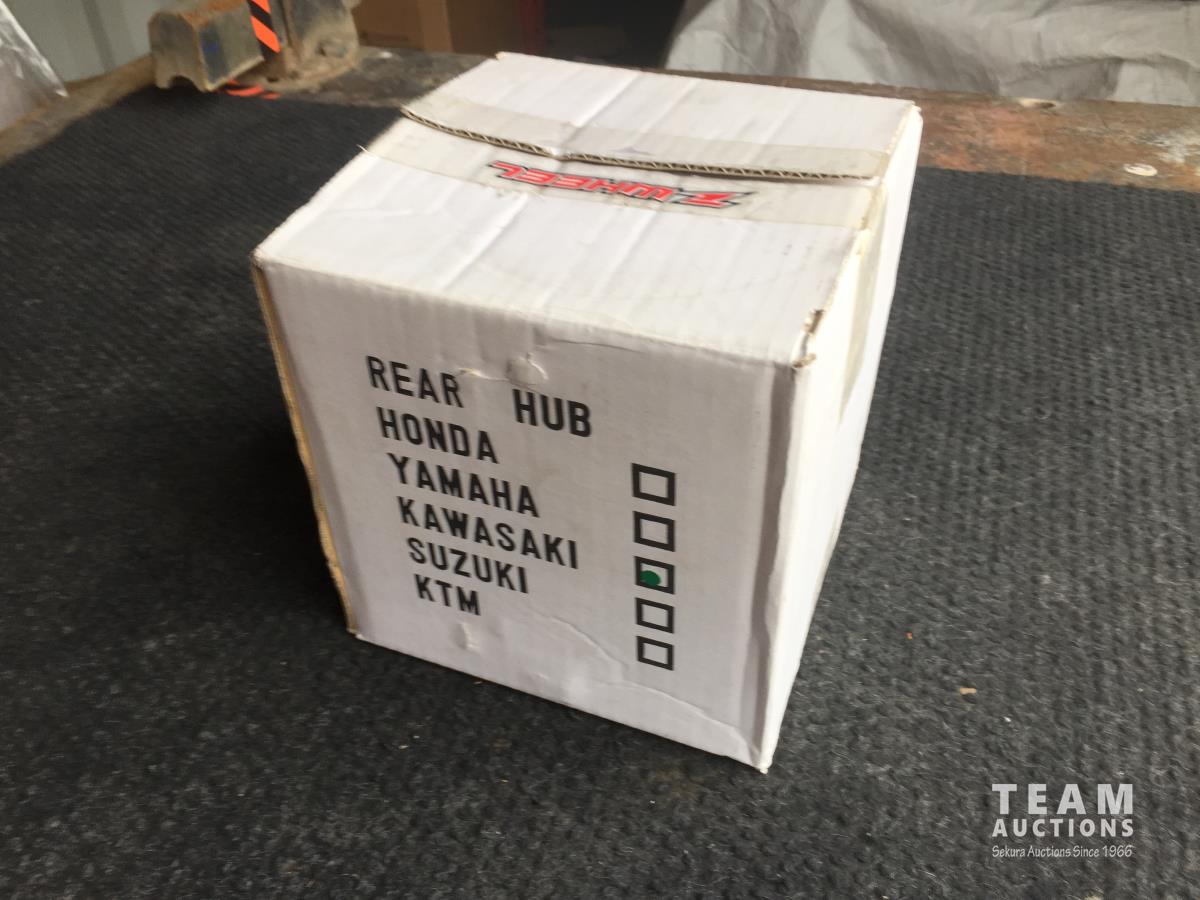 Z-WHEEL
REAR HUB
HONDA
YAMAHA
KAWASAKI
SUZUKI
KTM
TEAM
AUCTIONS
Sekura Auctions Since 1966